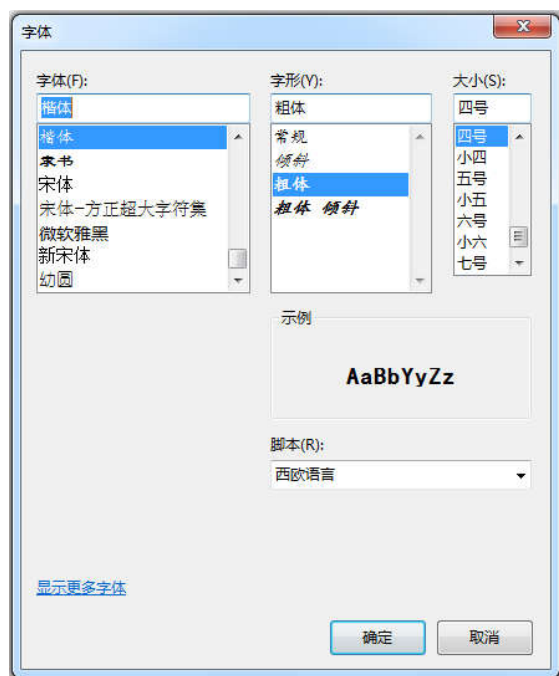 字体
字体(F):
楷体
楷体
隶书
宋体
宋体-方正超大字符集
微软雅黑
新宋体
幼圆
字形(Y):
粗体
常规
倾斜
粗体
粗体 倾斜
大小(S):
四号
四号
小四
五号
小五
六号
小六
七号
示例
AaBbYyZz
脚本(R):
西欧语言
显示更多字体
确定
取消